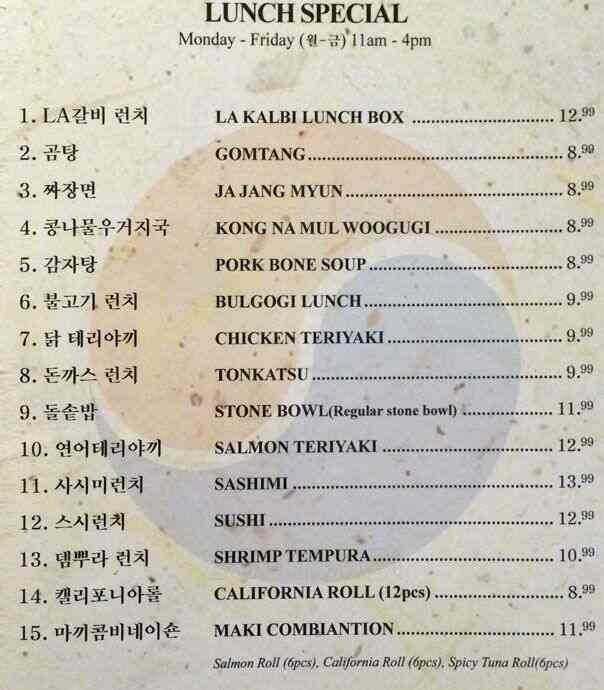 LUNCH SPECIAL
Monday - Friday (월-금) 11am - 4pm
1. LA갈비 런치 LA KALBI LUNCH BOX ........................ 12.99
2. 곰탕 GOMTANG ........................ 8.99
3. 짜장면 JA JANG MYUN ........................ 8.99
4. 콩나물우거지국 KONG NA MUL WOOGUGI ........................ 8.99
5. 감자탕 PORK BONE SOUP ........................ 8.99
6. 불고기 런치 BULGOGI LUNCH ........................ 9.99
7. 닭 테리야끼 CHICKEN TERIYAKI ........................ 9.99
8. 돈까스 런치 TONKATSU ........................ 9.99
9. 돌솥밥 STONE BOWL(Regular stone bowl) ........................ 11.99
10. 연어테리야끼 SALMON TERIYAKI ........................ 12.99
11. 사시미런치 SASHIMI ........................ 13.99
12. 스시런치 SUSHI ........................ 12.99
13. 뎀뿌라 런치 SHRIMP TEMPURA ........................ 10.99
14. 캘리포니아롤 CALIFORNIA ROLL (12pcs) ........................ 8.99
15. 마끼콤비네이숀 MAKI COMBIANTION ........................ 11.99
Salmon Roll (6pcs), California Roll (6pcs), Spicy Tuna Roll(6pcs)